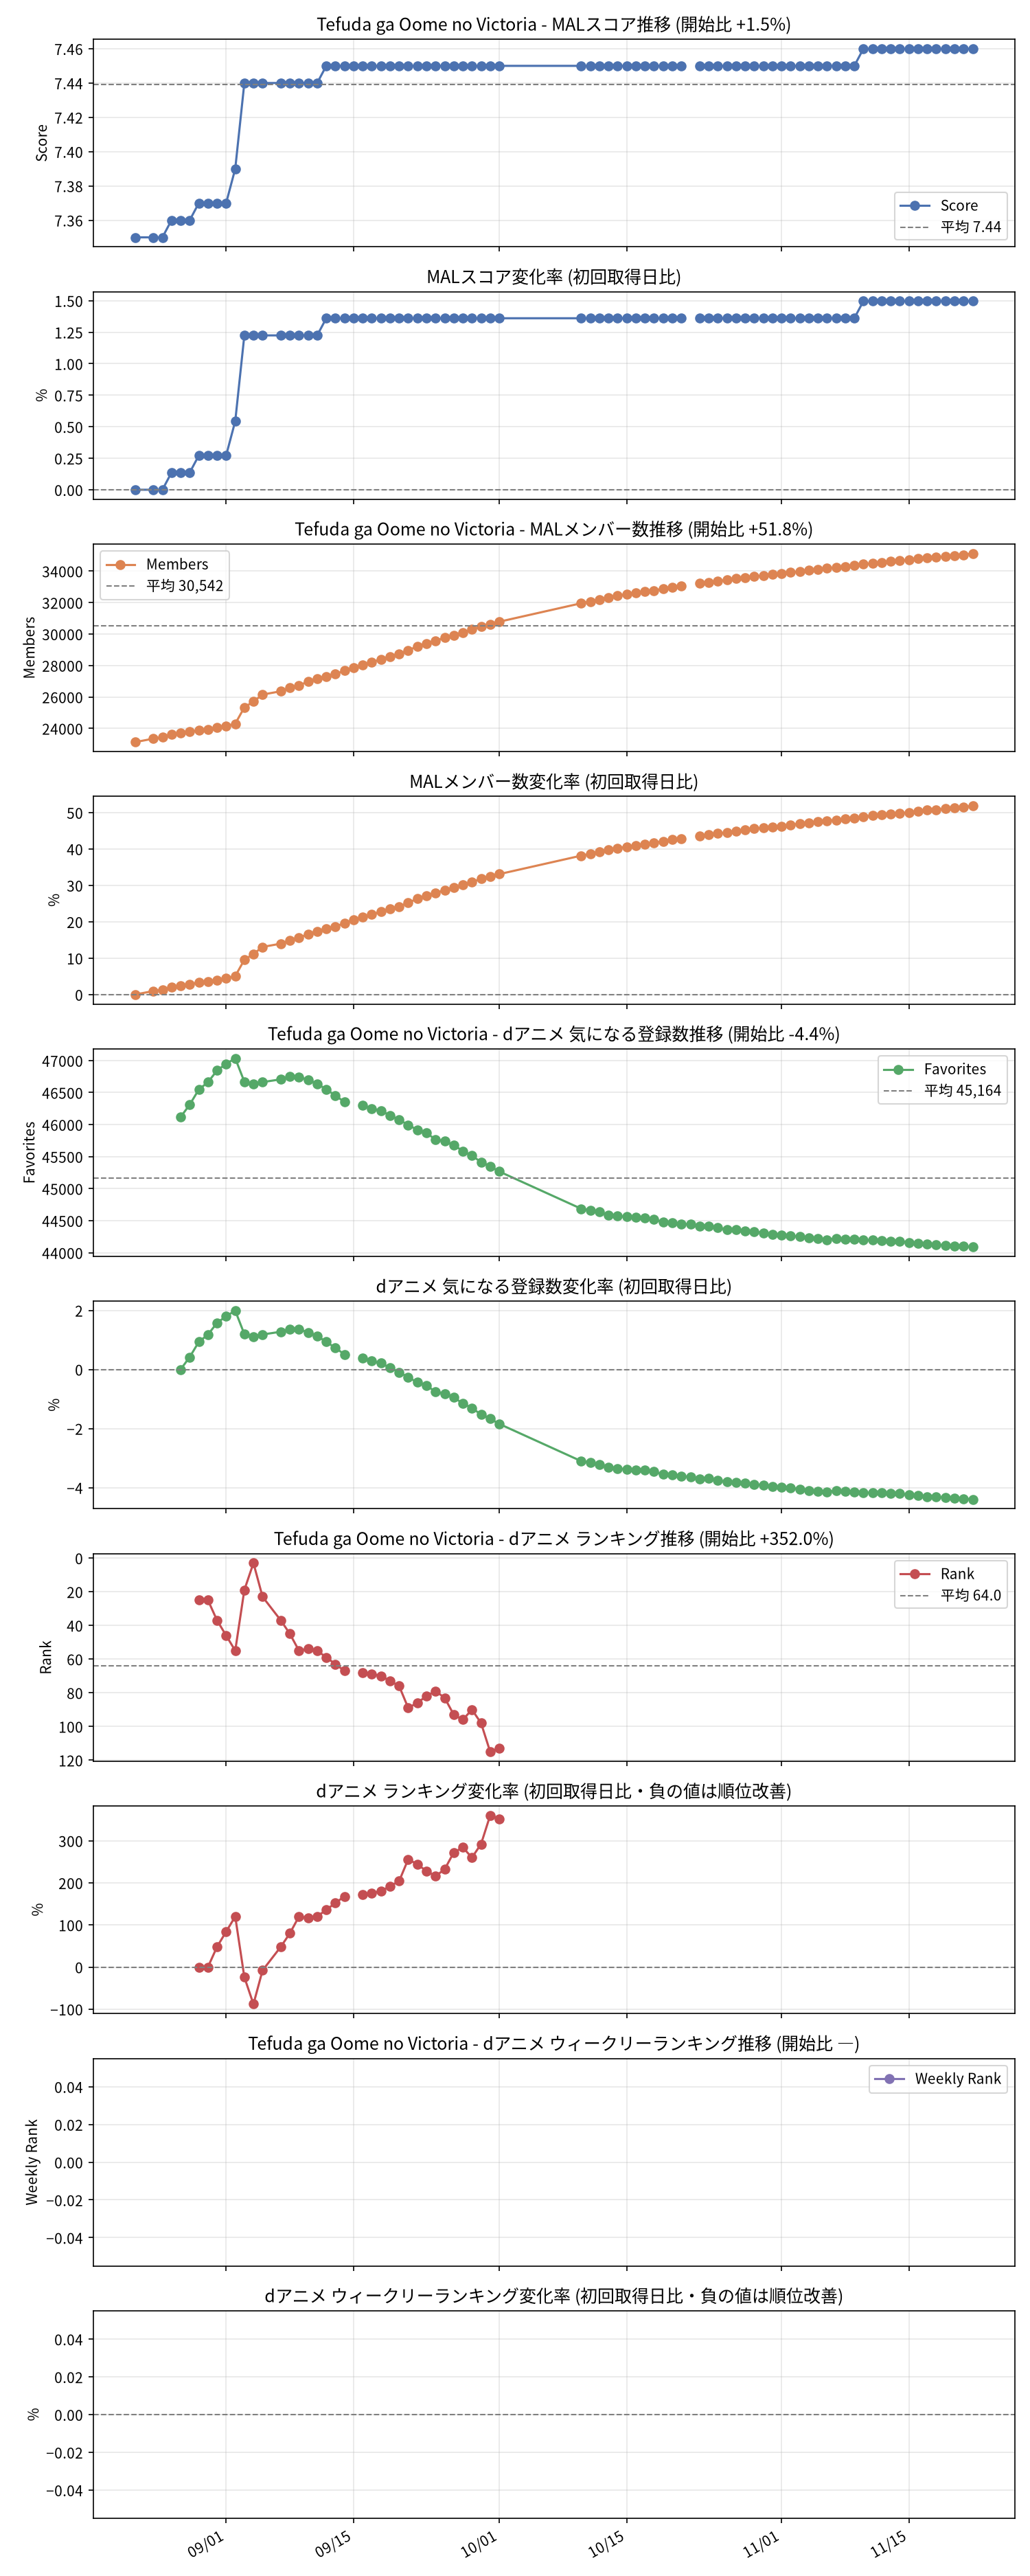 Tefuda ga Oome no Victoria - MALスコア推移 (開始比 +1.5%)
7.46
7.44
7.42
7.40
7.38
7.36
Score
Score
平均 7.44
MALスコア変化率 (初回取得日比)
1.50
1.25
1.00
0.75
0.50
0.25
0.00
%
Tefuda ga Oome no Victoria - MALメンバー数推移 (開始比 +51.8%)
34000
32000
30000
28000
26000
24000
Members
Members
平均 30,542
MALメンバー数変化率 (初回取得日比)
50
40
30
20
10
0
%
Tefuda ga Oome no Victoria - dアニメ 気になる登録数推移 (開始比 -4.4%)
47000
46500
46000
45500
45000
44500
44000
Favorites
Favorites
平均 45,164
dアニメ 気になる登録数変化率 (初回取得日比)
2
0
−2
−4
%
Tefuda ga Oome no Victoria - dアニメ ランキング推移 (開始比 +352.0%)
0
20
40
60
80
100
120
Rank
Rank
平均 64.0
dアニメ ランキング変化率 (初回取得日比・負の値は順位改善)
300
200
100
0
−100
%
Tefuda ga Oome no Victoria - dアニメ ウィークリーランキング推移 (開始比 —)
0.04
0.02
0.00
−0.02
−0.04
Weekly Rank
Weekly Rank
dアニメ ウィークリーランキング変化率 (初回取得日比・負の値は順位改善)
0.04
0.02
0.00
−0.02
−0.04
%
09/01
09/15
10/01
10/15
11/01
11/15